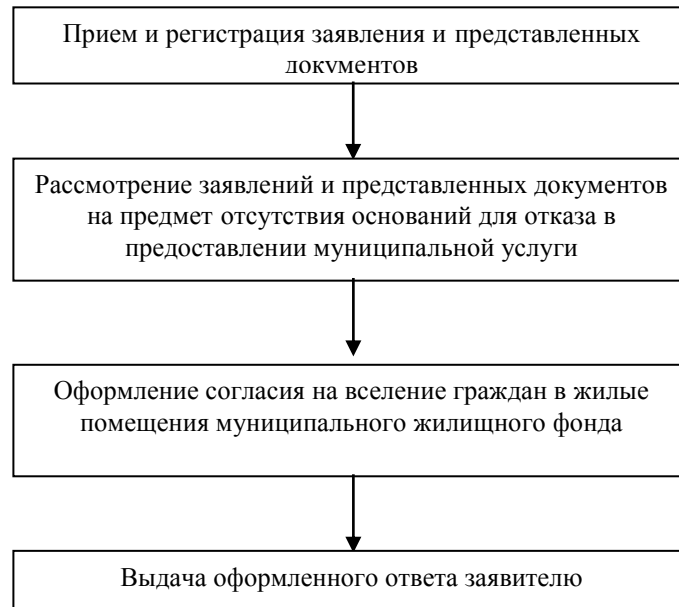 Прием и регистрация заявления и представленных
документов
Рассмотрение заявлений и представленных документов
на предмет отсутствия оснований для отказа в
предоставлении муниципальной услуги
Оформление согласия на вселение граждан в жилые
помещения муниципального жилищного фонда
Выдача оформленного ответа заявителю